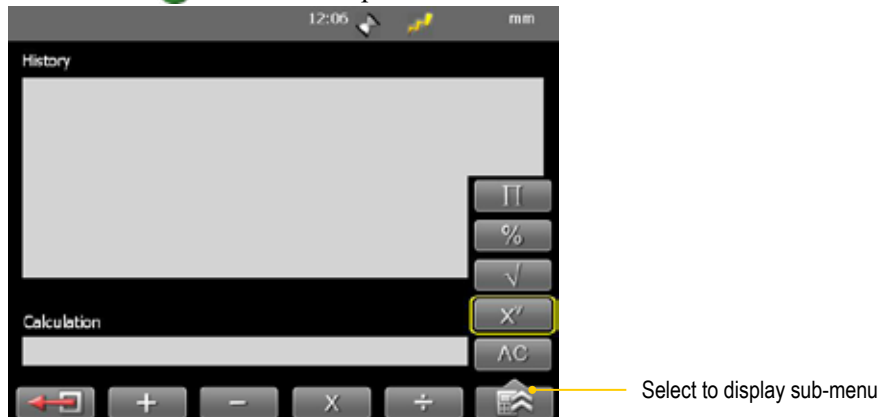 12:06 mm
History
∏
%
√
Xʸ
Calculation
AC
+ − X ÷
Select to display sub-menu